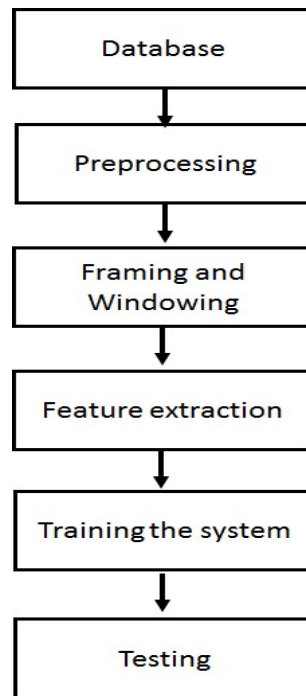 Database
Preprocessing
Framing and
Windowing
Feature extraction
Training the system
Testing